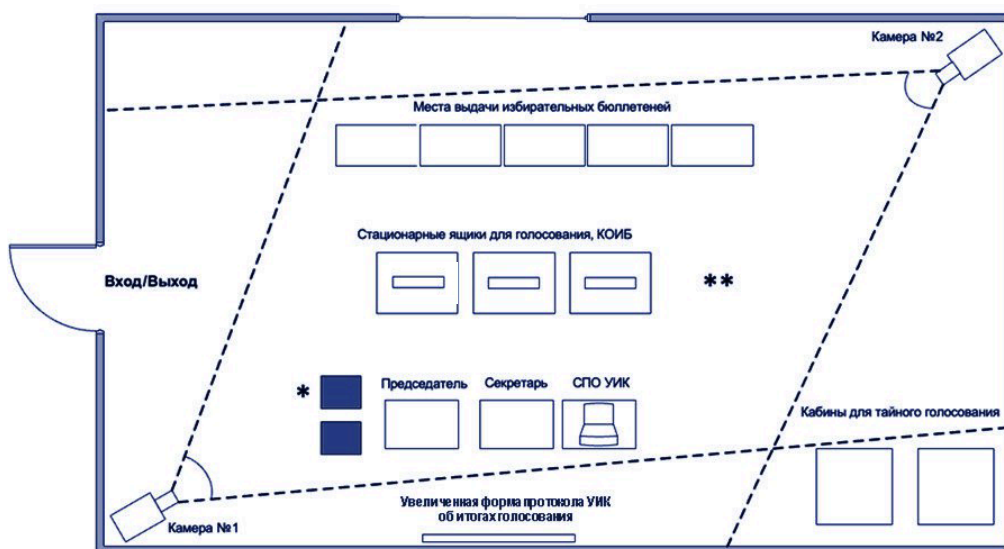 Камера №2
Места выдачи избирательных бюллетеней
Стационарные ящики для голосования, КОИБ
Вход/Выход
**
*
Председатель
Секретарь
СПО УИК
Кабины для тайного голосования
Увеличенная форма протокола УИК
об итогах голосования
Камера №1